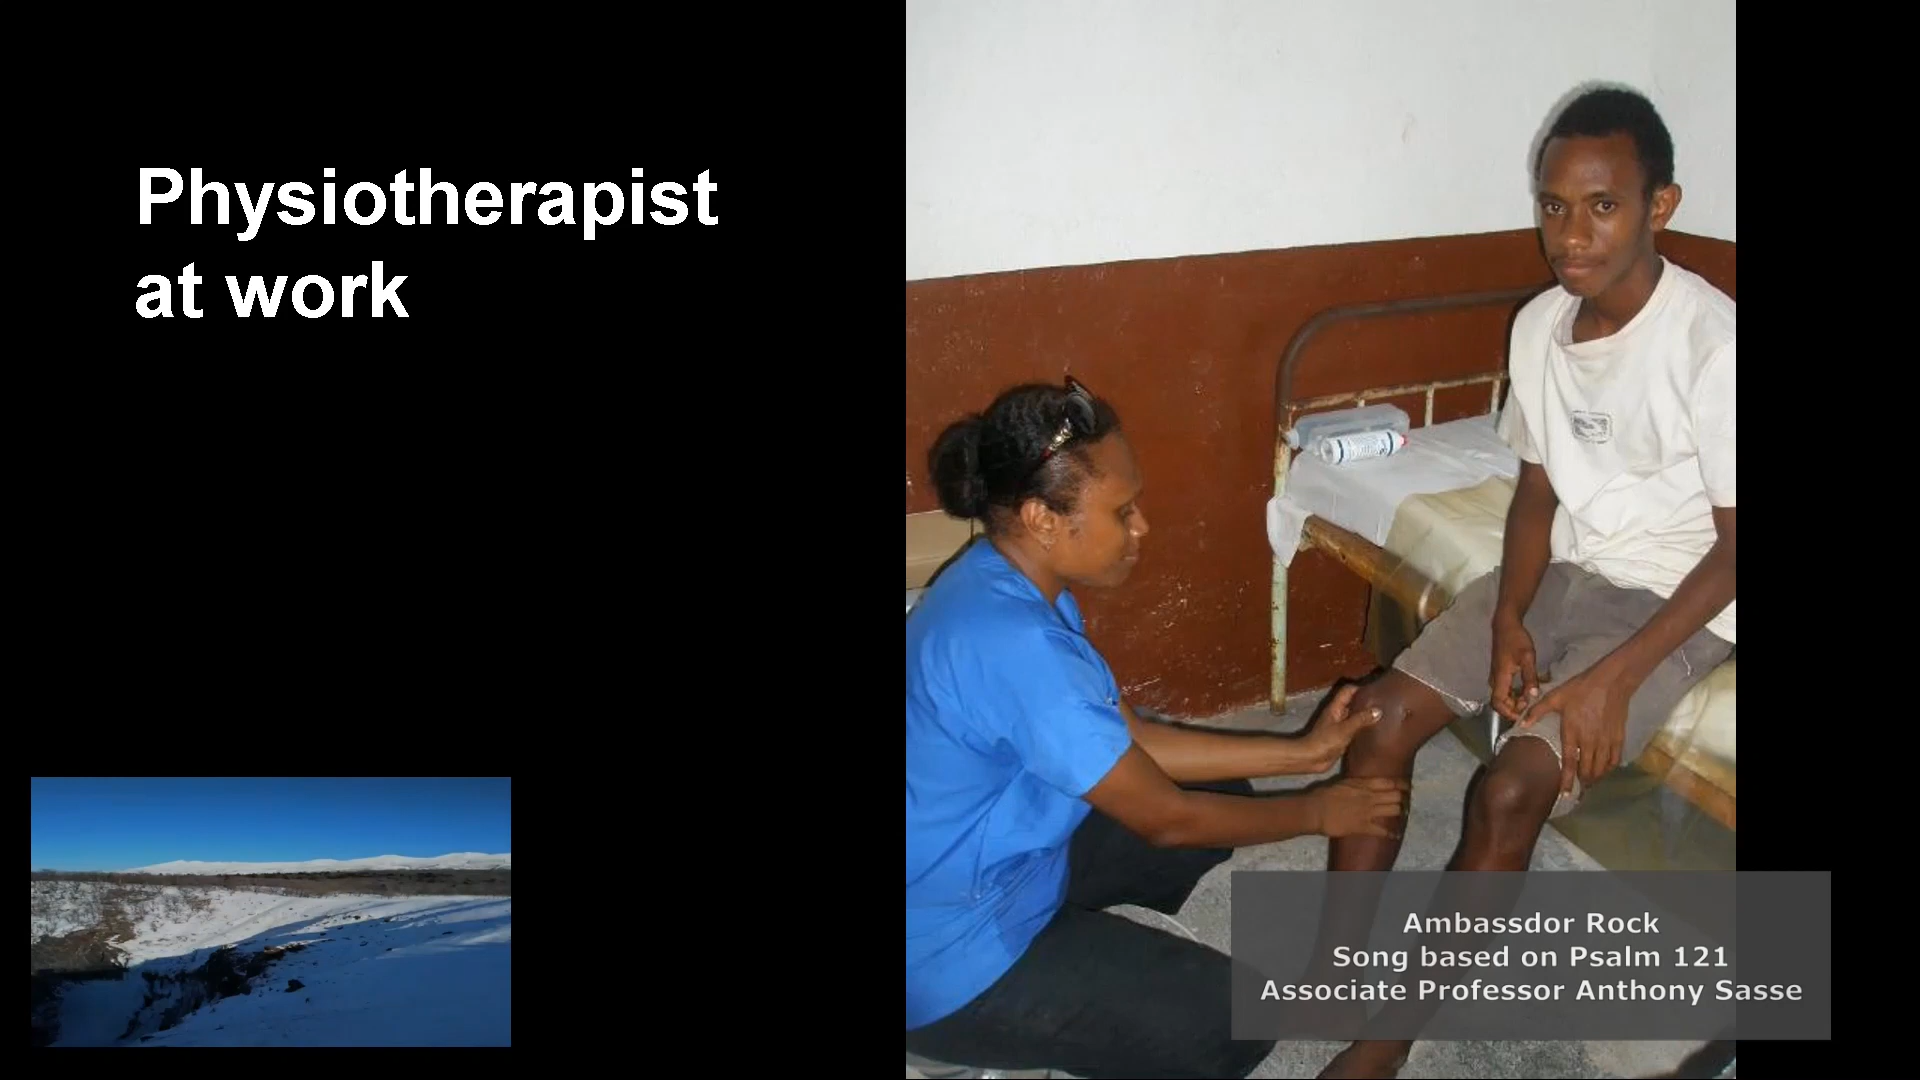 Physiotherapist
at work
Ambassdor Rock
Song based on Psalm 121
Associate Professor Anthony Sasse